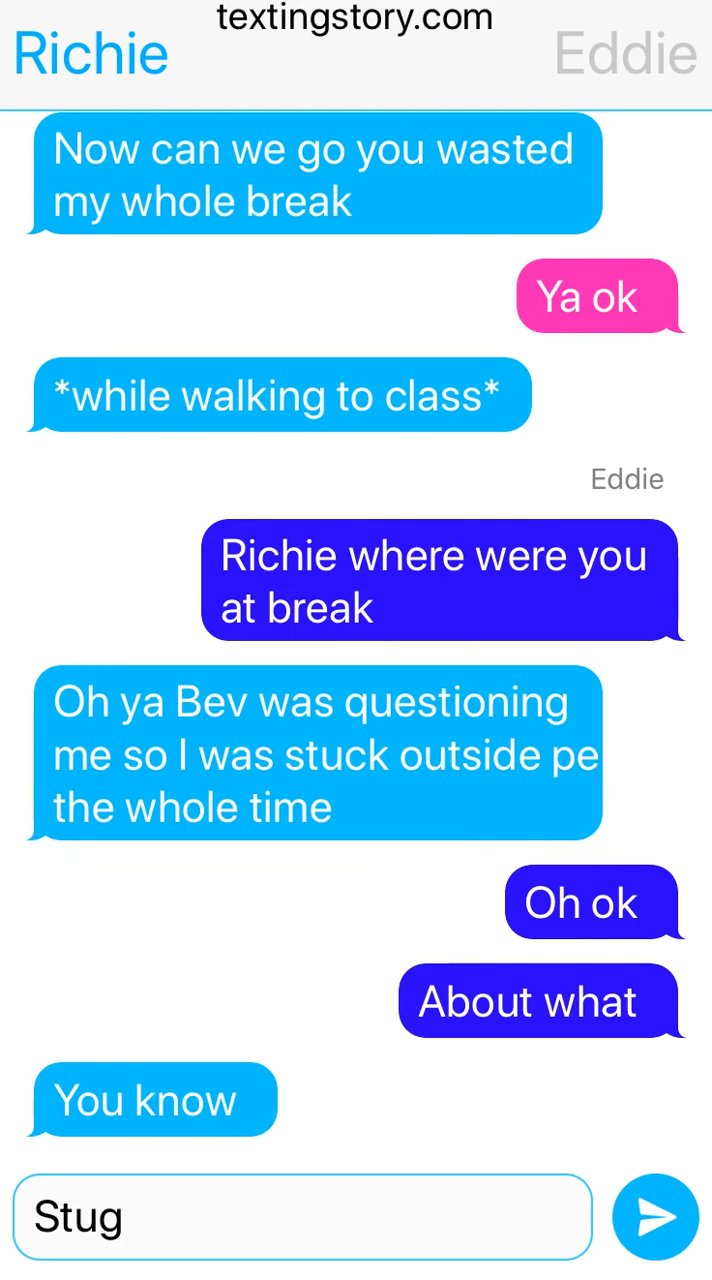 textingstory.com
Richie Eddie
Now can we go you wasted
my whole break
Ya ok
*while walking to class*
Eddie
Richie where were you
at break
Oh ya Bev was questioning
me so I was stuck outside pe
the whole time
Oh ok
About what
You know
Stug